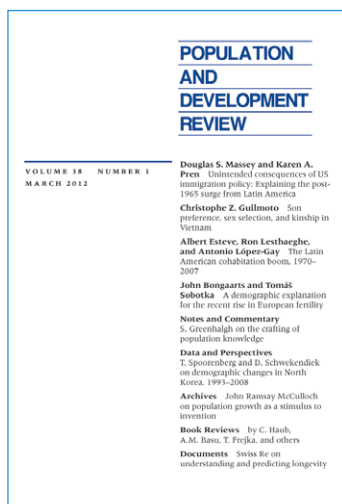 POPULATION
AND
DEVELOPMENT
REVIEW
VOLUME 38 NUMBER 1
MARCH 2012
Douglas S. Massey and Karen A.
Pren Unintended consequences of US
immigration policy: Explaining the post-
1965 surge from Latin America
Christophe Z. Guilmoto Son
preference, sex selection, and kinship in
Vietnam
Albert Esteve, Ron Lesthaeghe,
and Antonio López-Gay The Latin
American cohabitation boom, 1970–
2007
John Bongaarts and Tomáš
Sobotka A demographic explanation
for the recent rise in European fertility
Notes and Commentary
S. Greenhalgh on the crafting of
population knowledge
Data and Perspectives
T. Spoorenberg and D. Schwekendiek
on demographic changes in North
Korea, 1993–2008
Archives John Ramsay McCulloch
on population growth as a stimulus to
invention
Book Reviews by C. Haub,
A.M. Basu, T. Frejka, and others
Documents Swiss Re on
understanding and predicting longevity